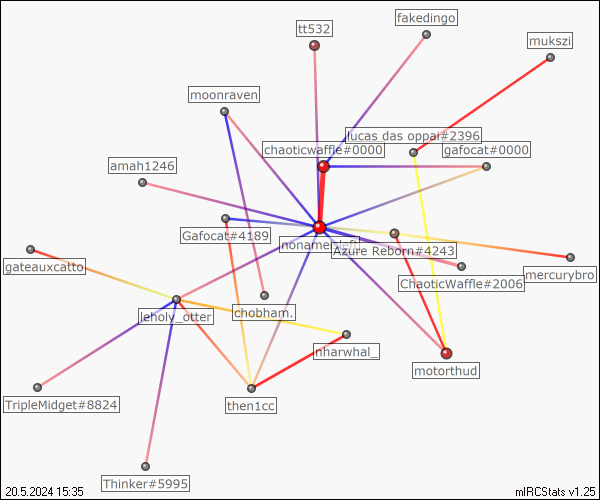 tt532
fakedingo
mukszi
moonraven
lucas das oppai#2396
chaoticwaffle#0000
gafocat#0000
amah1246
Gafocat#4189
Azure Reborn#4243
gateauxcatto
ChaoticWaffle#2006
mercurybro
leholy_otter
chobham.
nharwhal_
motorthud
TripleMidget#8824
then1cc
Thinker#5995
20.5.2024 15:35
mIRCStats v1.25